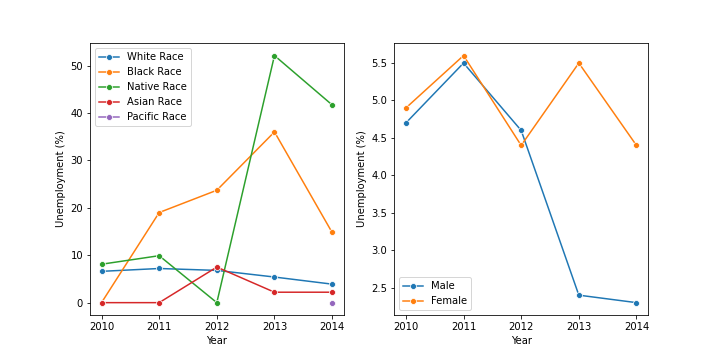 White Race
Black Race
Native Race
Asian Race
Pacific Race
50
40
30
20
10
0
Unemployment (%)
2010 2011 2012 2013 2014
Year
5.5
5.0
4.5
4.0
3.5
3.0
2.5
Unemployment (%)
Male
Female
2010 2011 2012 2013 2014
Year